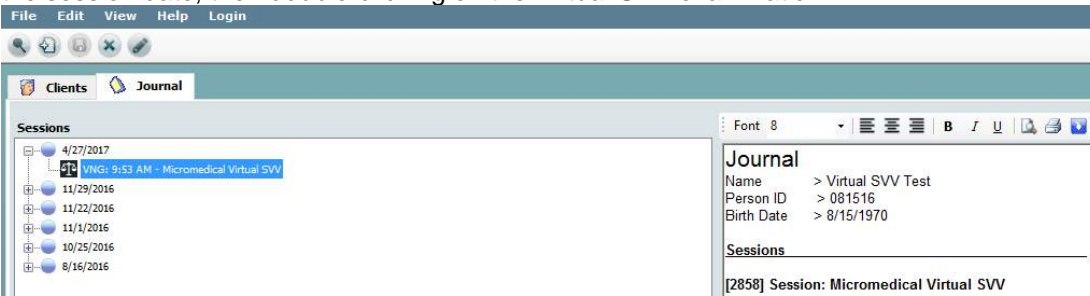 File Edit View Help Login
Clients Journal
Sessions
4/27/2017
VNG: 9:53 AM - Micromedical Virtual SVV
11/29/2016
11/22/2016
11/1/2016
10/25/2016
8/16/2016
Font 8 B I U
Journal
Name > Virtual SVV Test
Person ID > 081516
Birth Date > 8/15/1970
Sessions
[2858] Session: Micromedical Virtual SVV